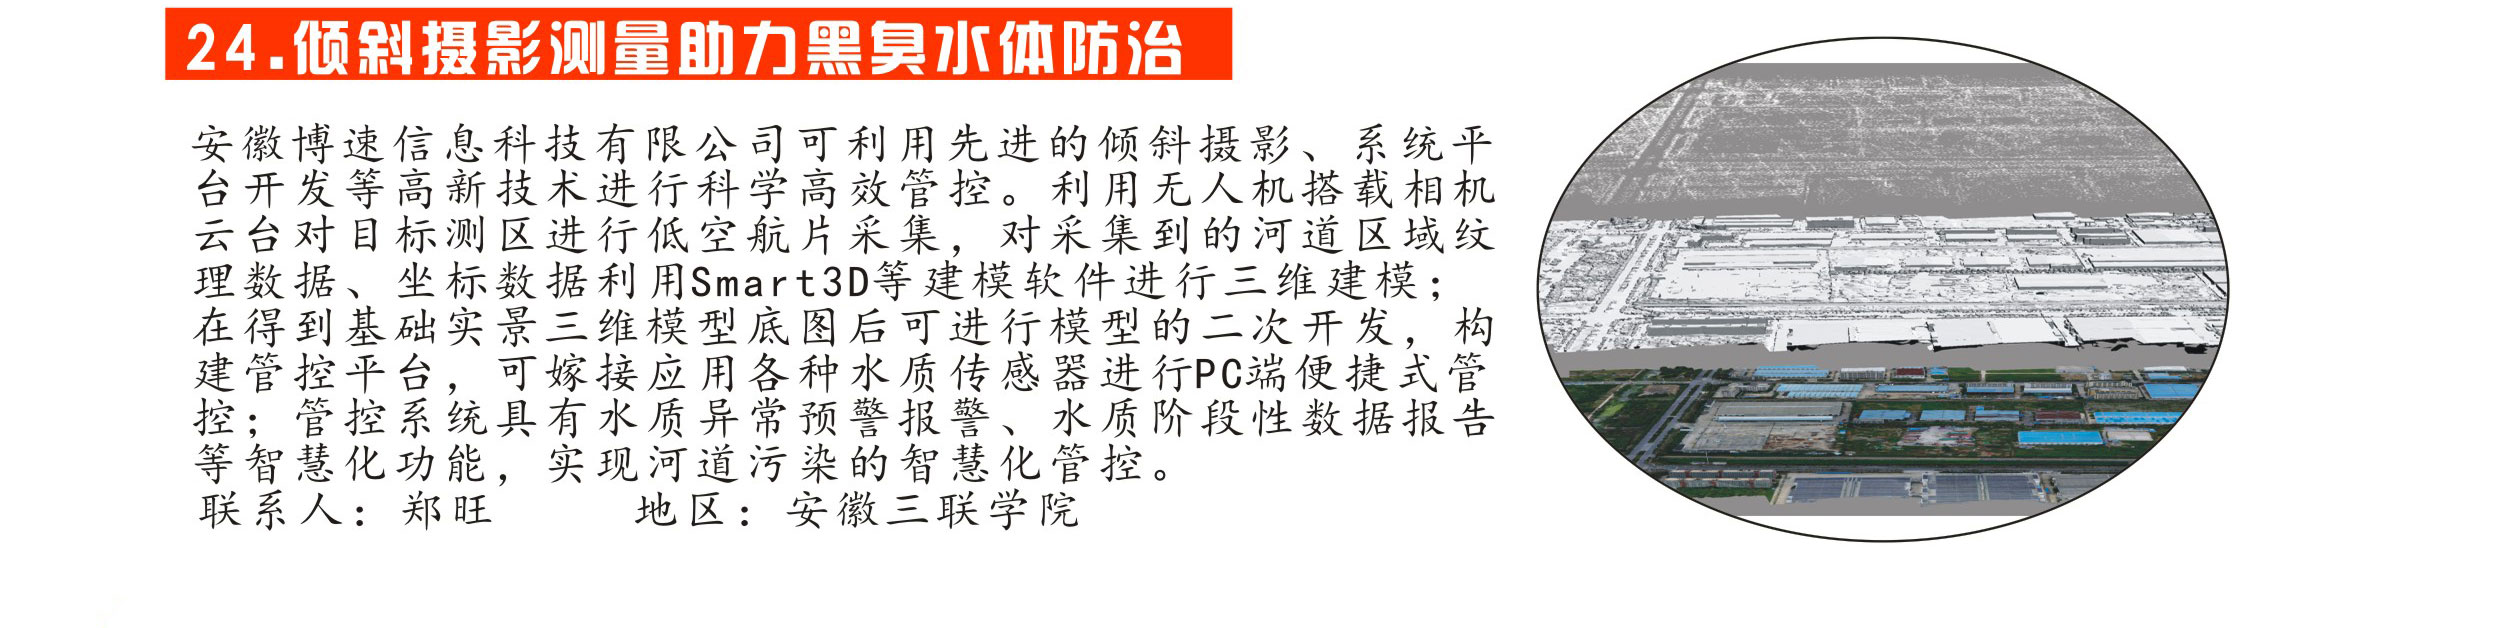 24.倾斜摄影测量助力黑臭水体防治
安徽博速信息科技有限公司可利用先进的倾斜摄影、系统平
台开发等高新技术进行科学高效管控。利用无人机搭载相机
云台对目标测区进行低空航片采集，对采集到的河道区域纹
理数据、坐标数据利用Smart3D等建模软件进行三维建模；
在得到基础实景三维模型底图后可进行模型的二次开发，构
建管控平台，可嫁接应用各种水质传感器进行PC端便捷式管
控；管控系统具有水质异常预警报警、水质阶段性数据报告
等智慧化功能，实现河道污染的智慧化管控。
联系人：郑旺 地区：安徽三联学院